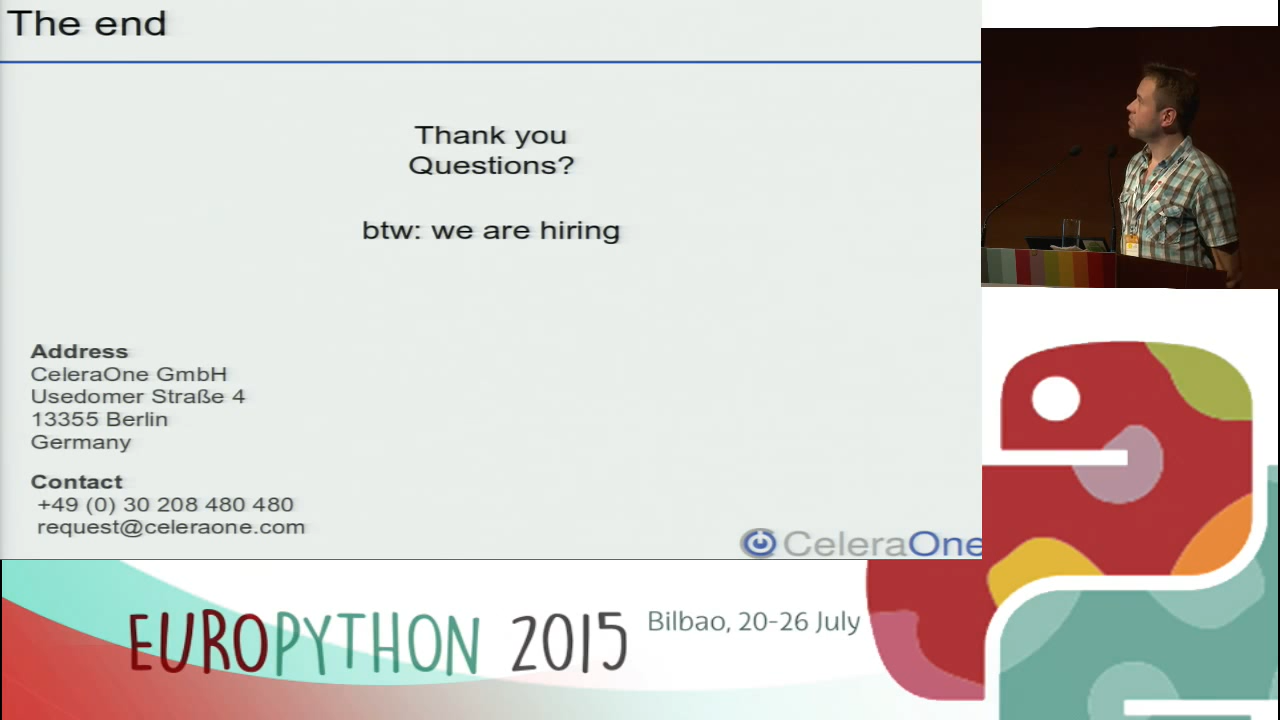 The end
Thank you
Questions?
btw: we are hiring
Address
CeleraOne GmbH
Usedomer Straße 4
13355 Berlin
Germany
Contact
+49 (0) 30 208 480 480
request@celeraone.com
CeleraOne
EUROPYTHON 2015
Bilbao, 20-26 July